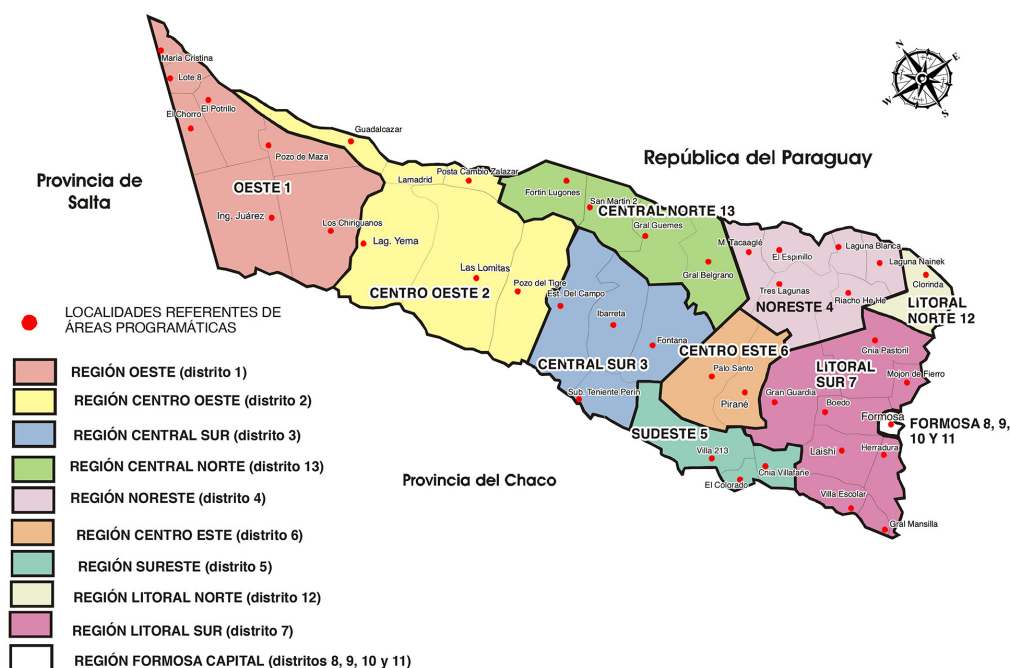 N
E
W
S
María Cristina
Lote 8
El Potrillo
El Chorro
Guadalcazar
Pozo de Maza
República del Paraguay
Provincia de
Salta
Lamadrid
Posta Cambio Zalazar
OESTE 1
Fortin Lugones
San Martin 2
CENTRAL NORTE 13
Ing. Juárez
Los Chiriguanos
Gral Guemes
Lag. Yema
M. Tacaaglé
El Espinillo
Laguna Blanca
Laguna Nainek
Gral Belgrano
Clorinda
Las Lomitas
Pozo del Tigre
CENTRO OESTE 2
Est. Del Campo
Tres Lagunas
Riacho He He
NORESTE 4
LITORAL
NORTE 12
LOCALIDADES REFERENTES DE
ÁREAS PROGRAMÁTICAS
Ibarreta
Fontana
CENTRAL SUR 3
CENTRO ESTE 6
Cnia Pastoril
Palo Santo
LITORAL
SUR 7
Mojon de Fierro
Sub. Teniente Perin
Pirané
Gran Guardia
Boedo
Formosa
FORMOSA 8, 9,
10 Y 11
SUDESTE 5
Villa 213
Laishi
Herradura
Cnia Villafañe
El Colorado
Provincia del Chaco
Villa Escolar
Gral Mansilla
REGIÓN OESTE (distrito 1)
REGIÓN CENTRO OESTE (distrito 2)
REGIÓN CENTRAL SUR (distrito 3)
REGIÓN CENTRAL NORTE (distrito 13)
REGIÓN NORESTE (distrito 4)
REGIÓN CENTRO ESTE (distrito 6)
REGIÓN SURESTE (distrito 5)
REGIÓN LITORAL NORTE (distrito 12)
REGIÓN LITORAL SUR (distrito 7)
REGIÓN FORMOSA CAPITAL (distritos 8, 9, 10 y 11)